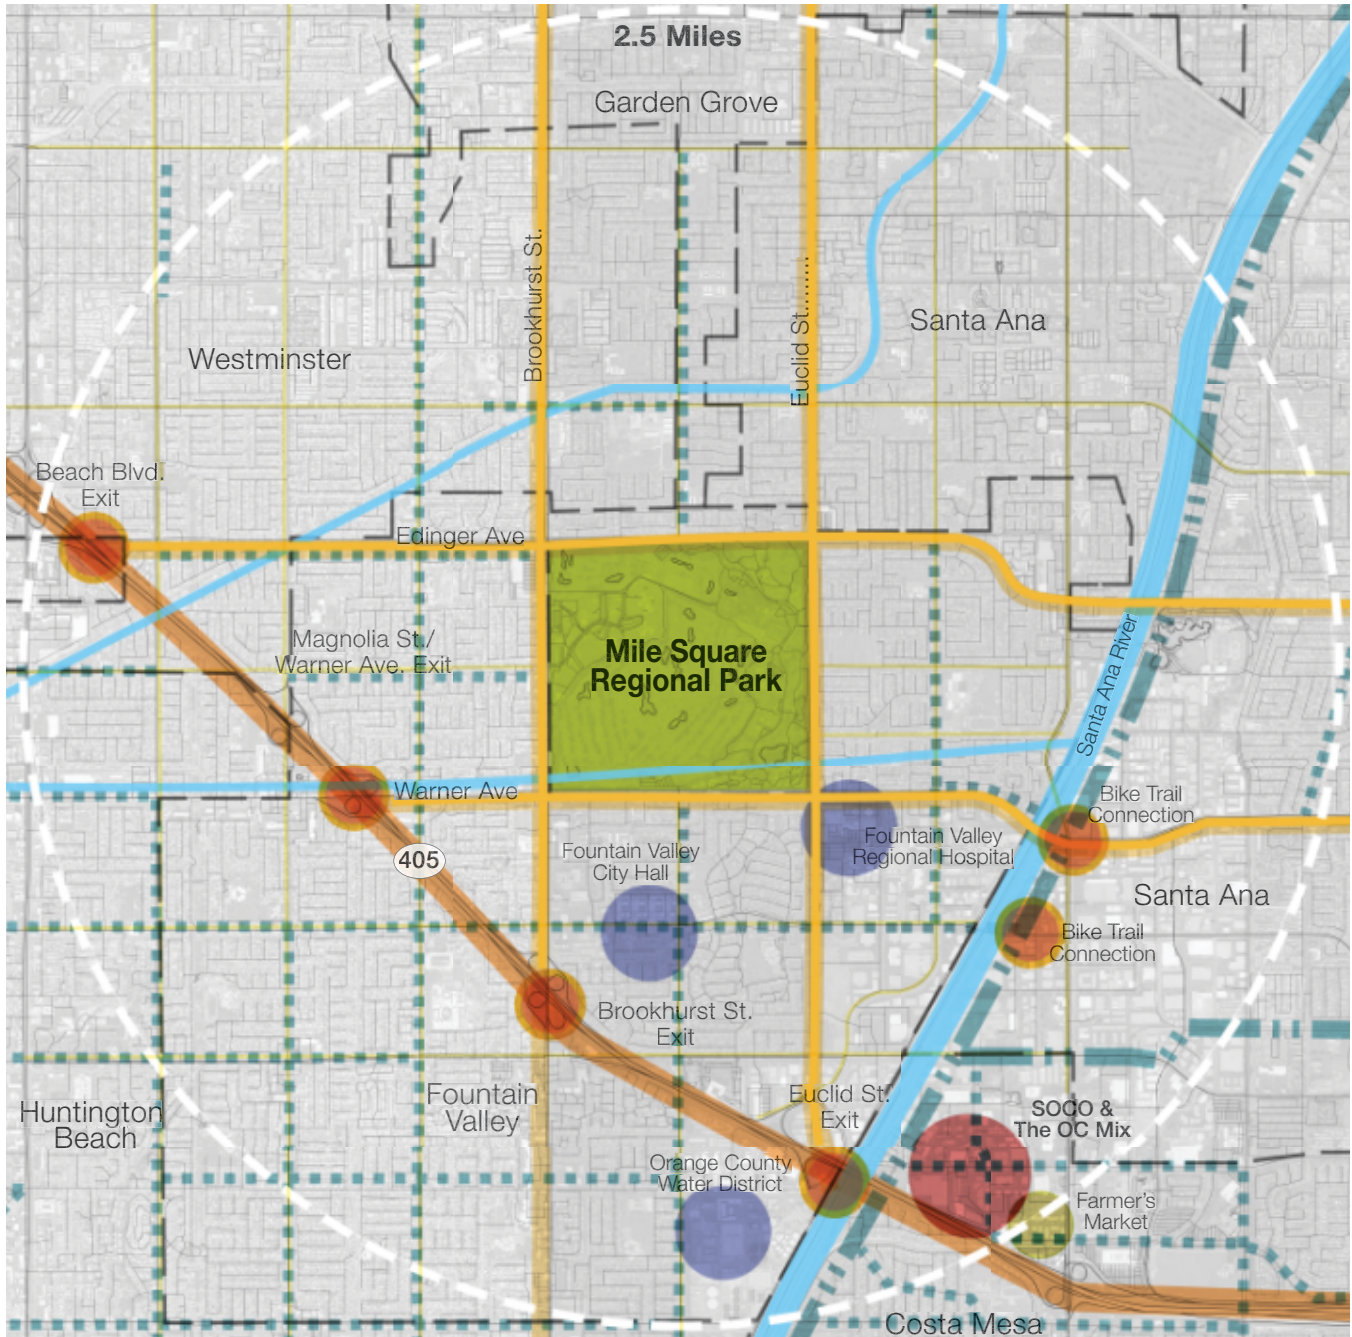 2.5 Miles
Garden Grove
Brookhurst St.
Euclid St........
Santa Ana
Westminster
Beach Blvd.
Exit
Edinger Ave
Magnolia St./
Warner Ave. Exit
Mile Square
Regional Park
Santa Ana River
Warner Ave
Bike Trail
Connection
405
Fountain Valley
City Hall
Fountain Valley
Regional Hospital
Santa Ana
Bike Trail
Connection
Brookhurst St.
Exit
Fountain
Valley
Euclid St.
Exit
Huntington
Beach
SOCO &
The OC Mix
Orange County
Water District
Farmer's
Market
Costa Mesa